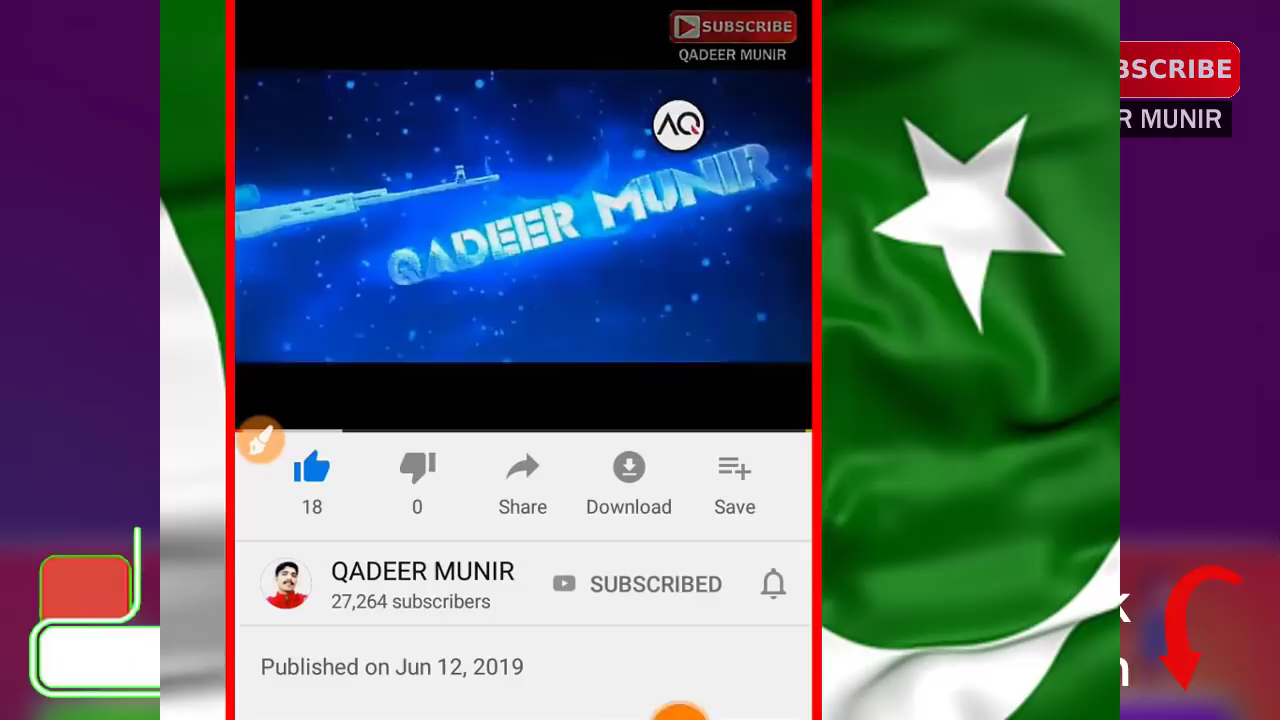 SUBSCRIBE
QADEER MUNIR
AQ
QADEER MUNIR
BSCRIBE
R MUNIR
18
0
Share
Download
Save
QADEER MUNIR
27,264 subscribers
SUBSCRIBED
k
Published on Jun 12, 2019
n